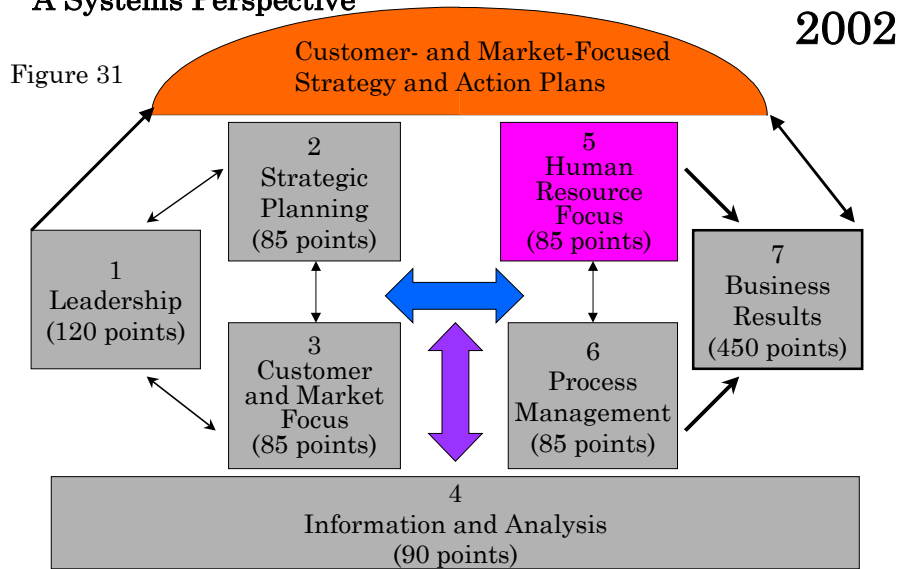 A Systems Perspective
2002
Figure 31
Customer- and Market-Focused
Strategy and Action Plans
1
Leadership
(120 points)
2
Strategic
Planning
(85 points)
3
Customer
and Market
Focus
(85 points)
5
Human
Resource
Focus
(85 points)
6
Process
Management
(85 points)
7
Business
Results
(450 points)
4
Information and Analysis
(90 points)